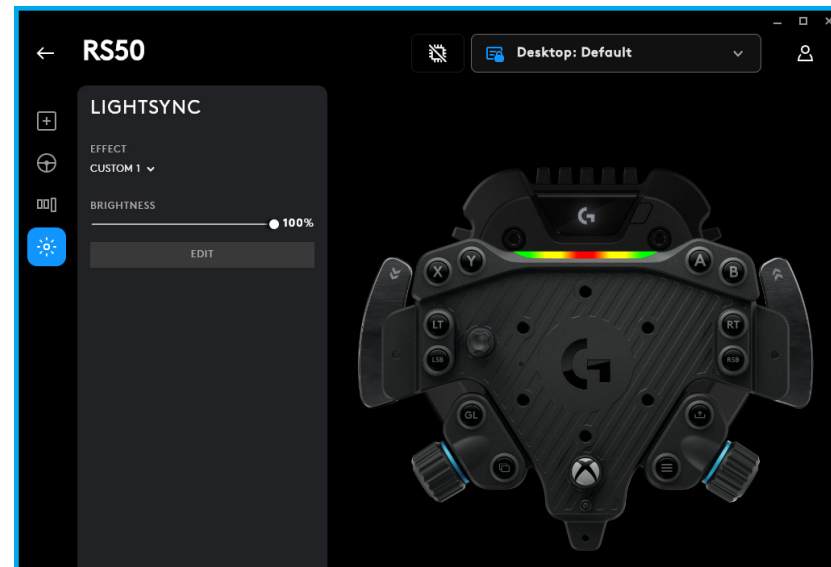 RS50
Desktop: Default
LIGHTSYNC
EFFECT
CUSTOM 1
BRIGHTNESS
100%
EDIT
X
Y
A
B
LT
RT
LSB
RSB
GL